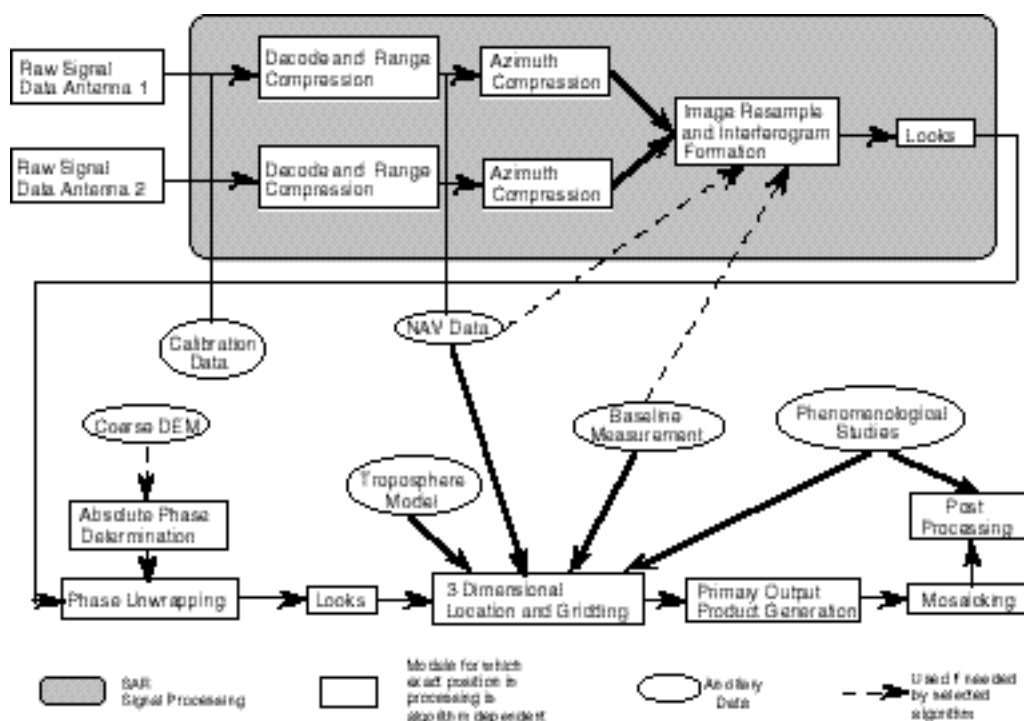 Raw Signal
Data Antenna 1
Decode and Range
Compression
Azimuth
Compression
Image Resample
and Interferogram
Formation
Looks
Raw Signal
Data Antenna 2
Decode and Range
Compression
Azimuth
Compression
Calibration
Data
NAV Data
Coarse DEM
Baseline
Measurement
Phenomenological
Studies
Troposphere
Model
Absolute Phase
Determination
Post
Processing
Phase Unwrapping
Looks
3 Dimensional
Location and Gridding
Primary Output
Product Generation
Mosaicking
SAR
Signal Processing
Module for which
exact position in
processing is
algorithm dependent
Ancillary
Data
Used if needed
by selected
algorithm